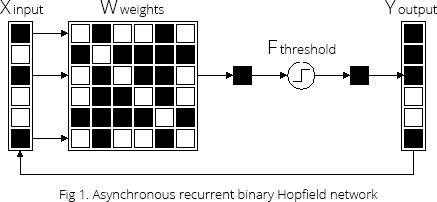 X input
W weights
F threshold
Y output
Fig 1. Asynchronous recurrent binary Hopfield network